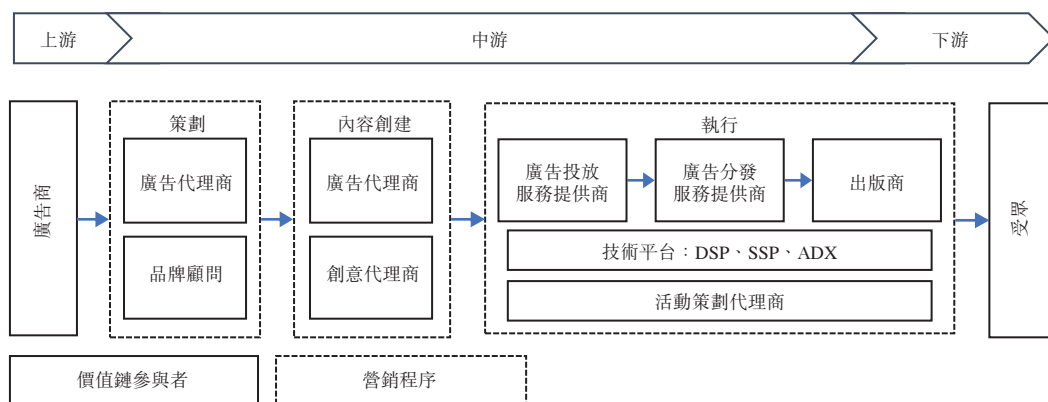 上游
中游
下游
廣告商
策劃
廣告代理商
品牌顧問
內容創建
廣告代理商
創意代理商
執行
廣告投放
服務提供商
廣告分發
服務提供商
出版商
技術平台：DSP、SSP、ADX
活動策劃代理商
受眾
價值鏈參與者
營銷程序